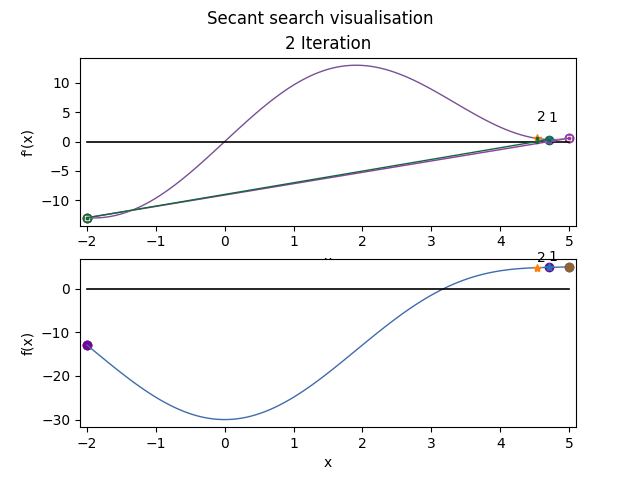 Secant search visualisation
2 Iteration
10
5
0
−5
−10
f'(x)
2 1
−2 −1 0 1 2 3 4 5
0
−10
−20
−30
f(x)
2 1
−2 −1 0 1 2 3 4 5
x